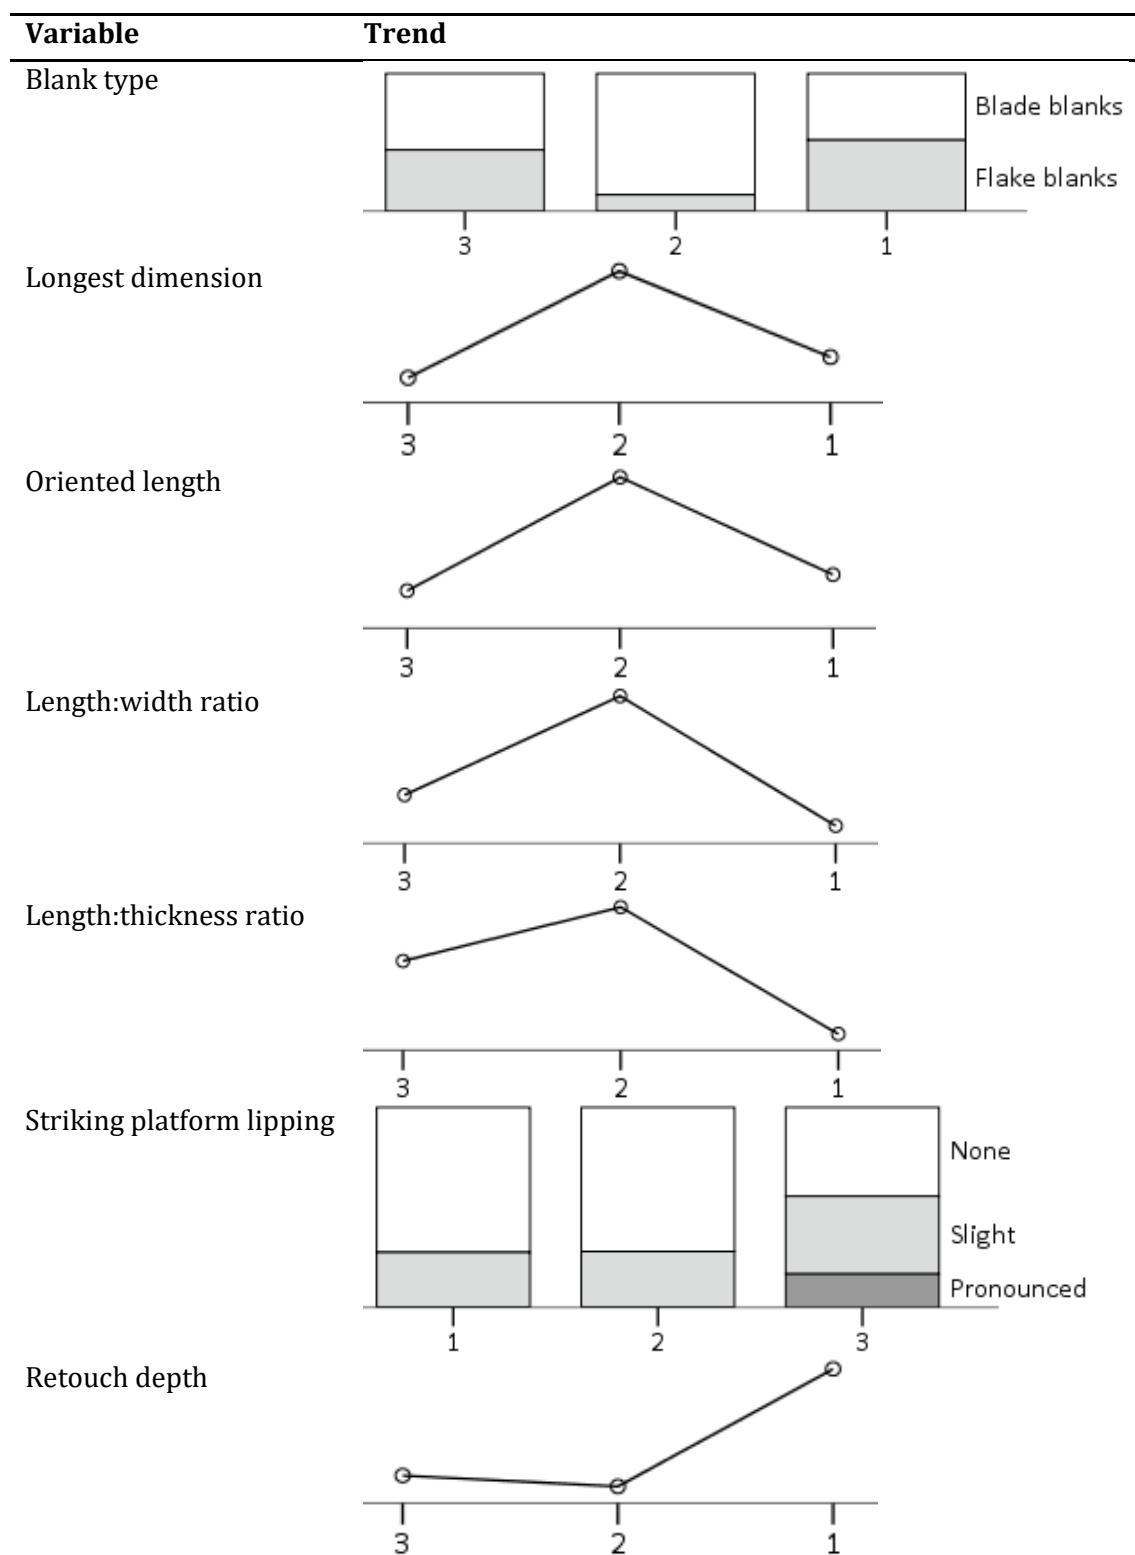 Variable Trend
Blank type
Blade blanks
Flake blanks
3 2 1
Longest dimension
3 2 1
Oriented length
3 2 1
Length:width ratio
3 2 1
Length:thickness ratio
3 2 1
Striking platform lipping
None
Slight
Pronounced
1 2 3
Retouch depth
3 2 1